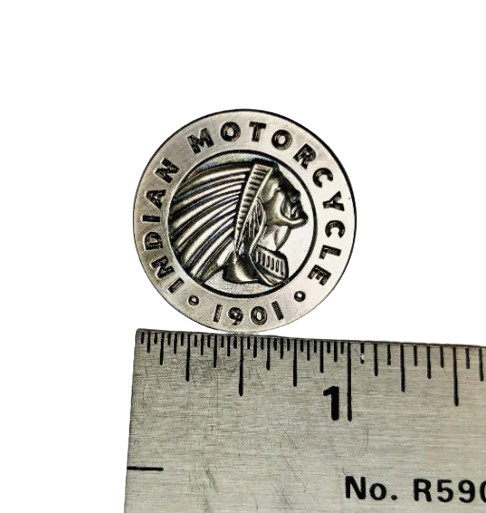 INDIAN MOTORCYCLE
• 1901 •
1
No. R590